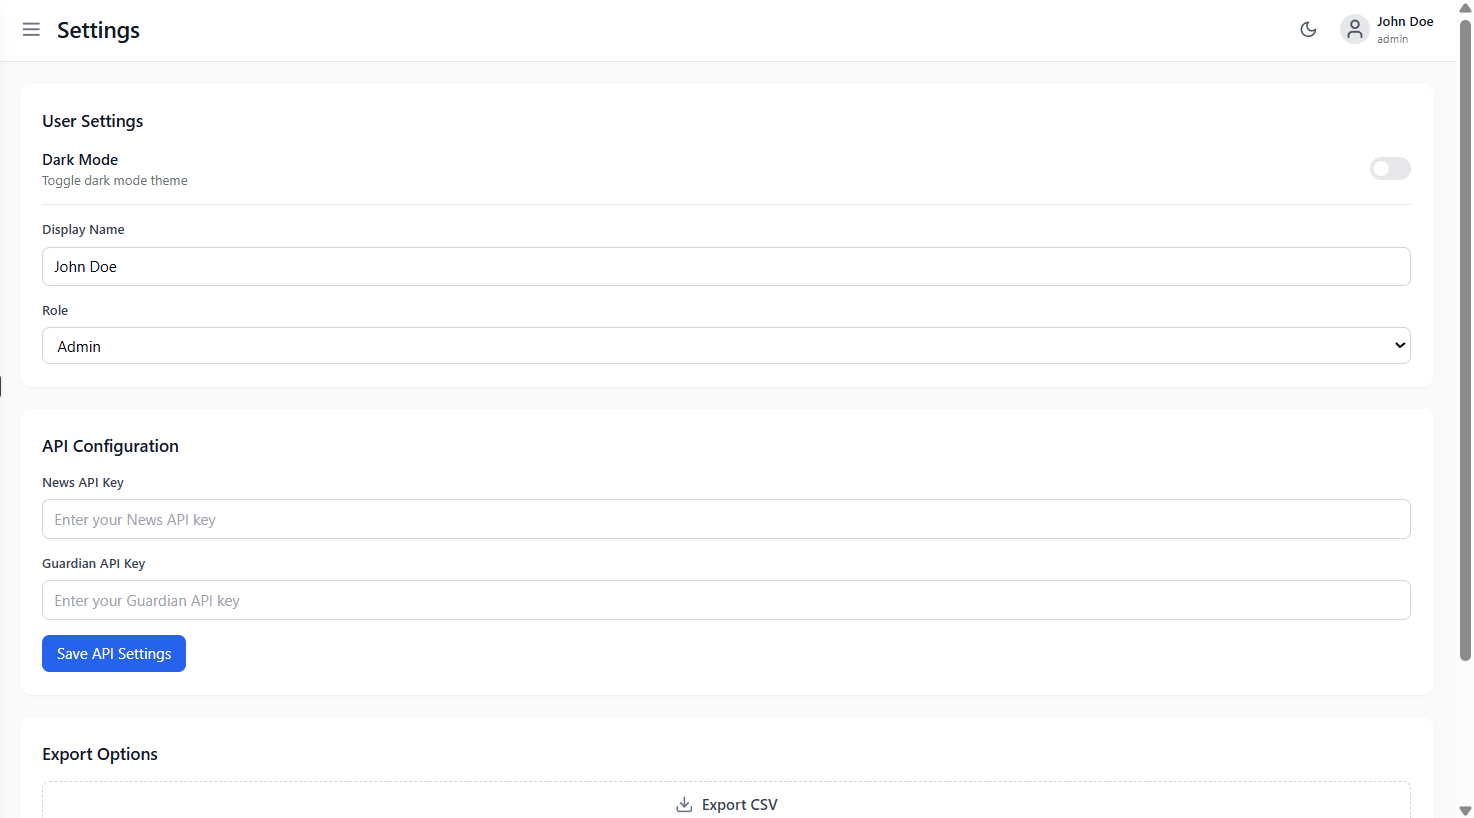 Settings
John Doe
admin
User Settings
Dark Mode
Toggle dark mode theme
Display Name
John Doe
Role
Admin
API Configuration
News API Key
Enter your News API key
Guardian API Key
Enter your Guardian API key
Save API Settings
Export Options
Export CSV